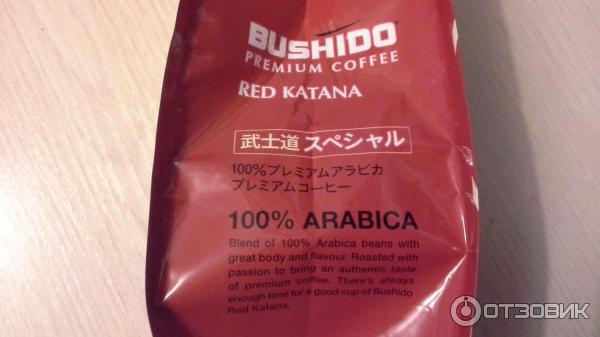 BUSHIDO
PREMIUM COFFEE
RED KATANA
武士道 スペシャル
100%プレミアムアラビカ
プレミアムコーヒー
100% ARABICA
Blend of 100% Arabica beans with
great body and flavour. Roasted with
passion to bring an authentic taste
of premium coffee. There's always
enough time for a good cup of Bushido
Red Katana.
ОТЗОВИК